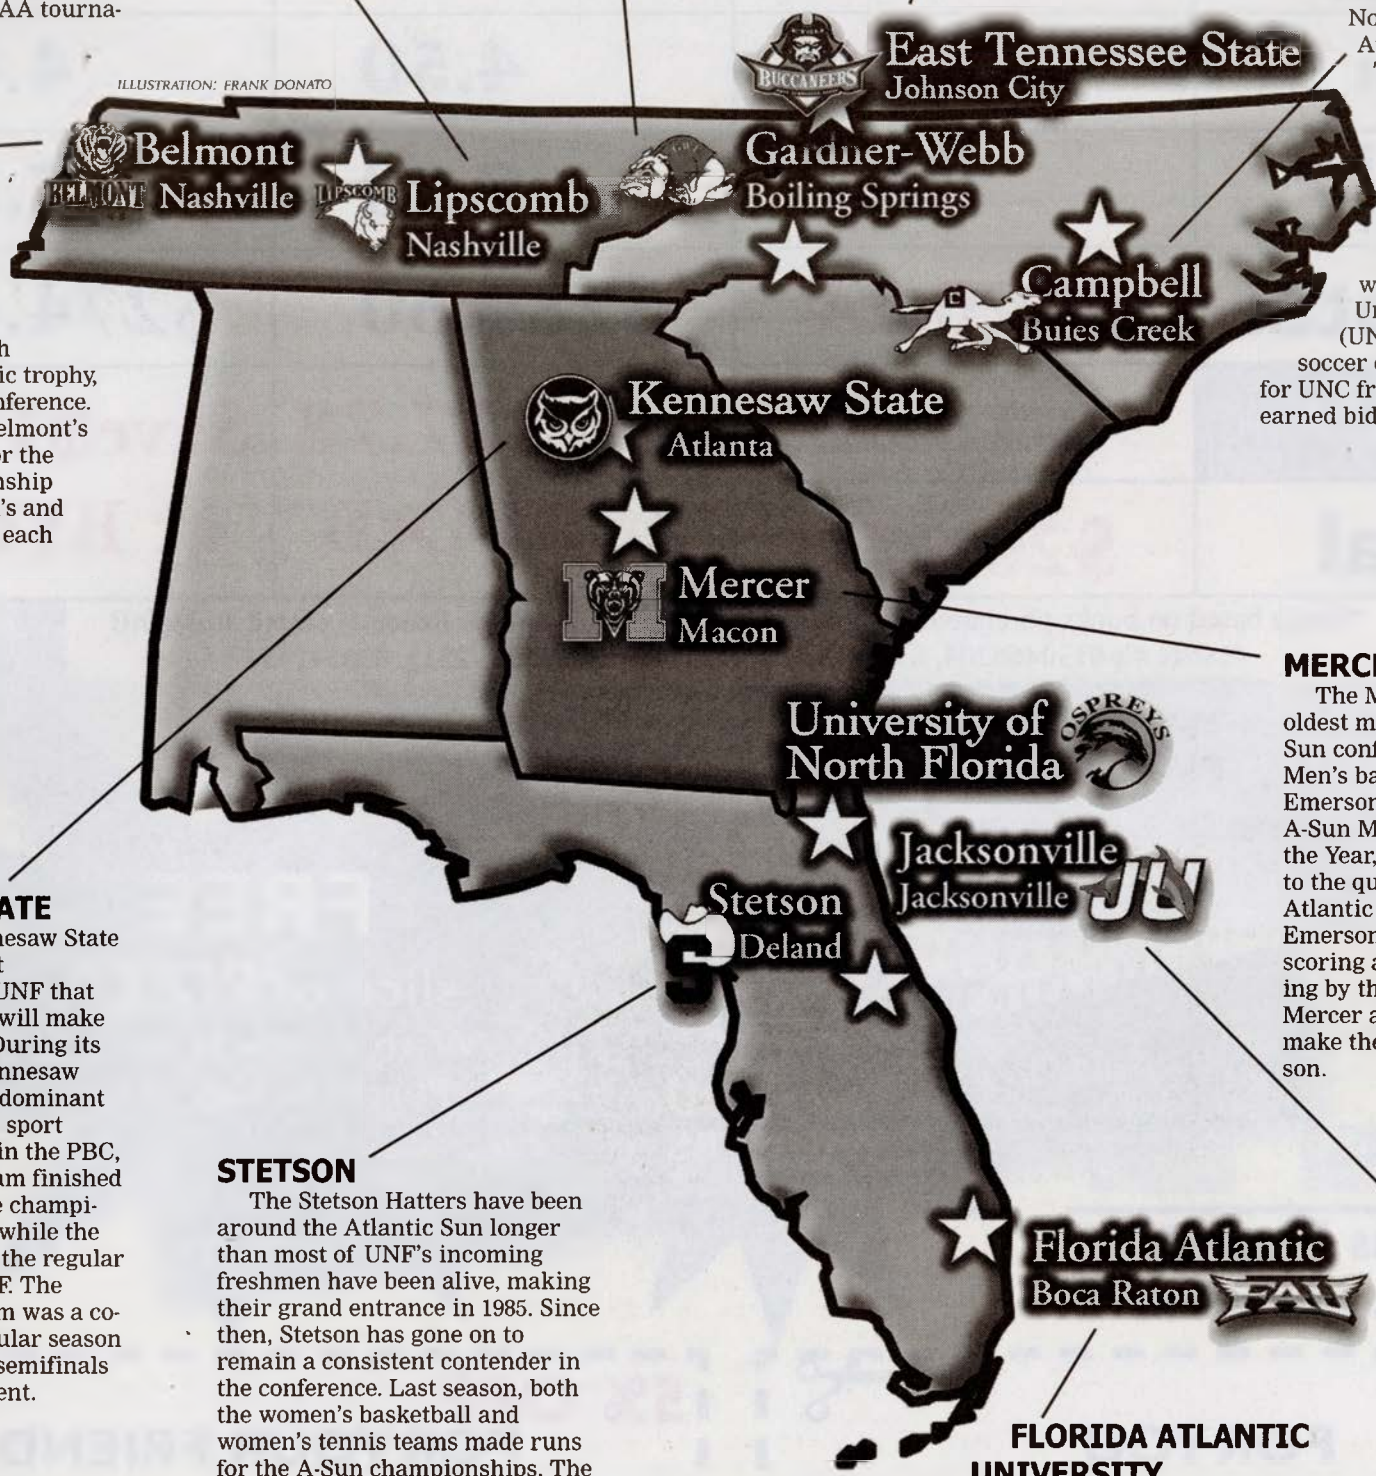 AA tourna-
ILLUSTRATION: FRANK DONATO
BUCCANEERS
East Tennessee State
Johnson City
No
Belmont
BELMONT Nashville
LIPSCOMB
Lipscomb
Nashville
Gardner-Webb
Boiling Springs
C
Campbell
Buies Creek
h
ic trophy,
nference.
elmont's
or the
nship
's and
each
w
Un
(UN
soccer
for UNC fr
earned bid
Kennesaw State
Atlanta
M
Mercer
Macon
University of
North Florida
OSPREYS
Jacksonville
Jacksonville
JU
Stetson
Deland
S
MERC
The M
oldest m
Sun conf
Men's ba
Emerson
A-Sun M
the Year,
to the qu
Atlantic
Emerson
scoring a
ing by th
Mercer a
make the
son.
ATE
nesaw State
t
UNF that
will make
During its
nnesaw
dominant
sport
in the PBC,
am finished
e champi-
while the
the regular
F. The
m was a co-
ular season
semifinals
ent.
STETSON
The Stetson Hatters have been
around the Atlantic Sun longer
than most of UNF's incoming
freshmen have been alive, making
their grand entrance in 1985. Since
then, Stetson has gone on to
remain a consistent contender in
the conference. Last season, both
the women's basketball and
women's tennis teams made runs
for the A-Sun championships. The
Florida Atlantic
Boca Raton
FAU
FLORIDA ATLANTIC
UNIVERSITY